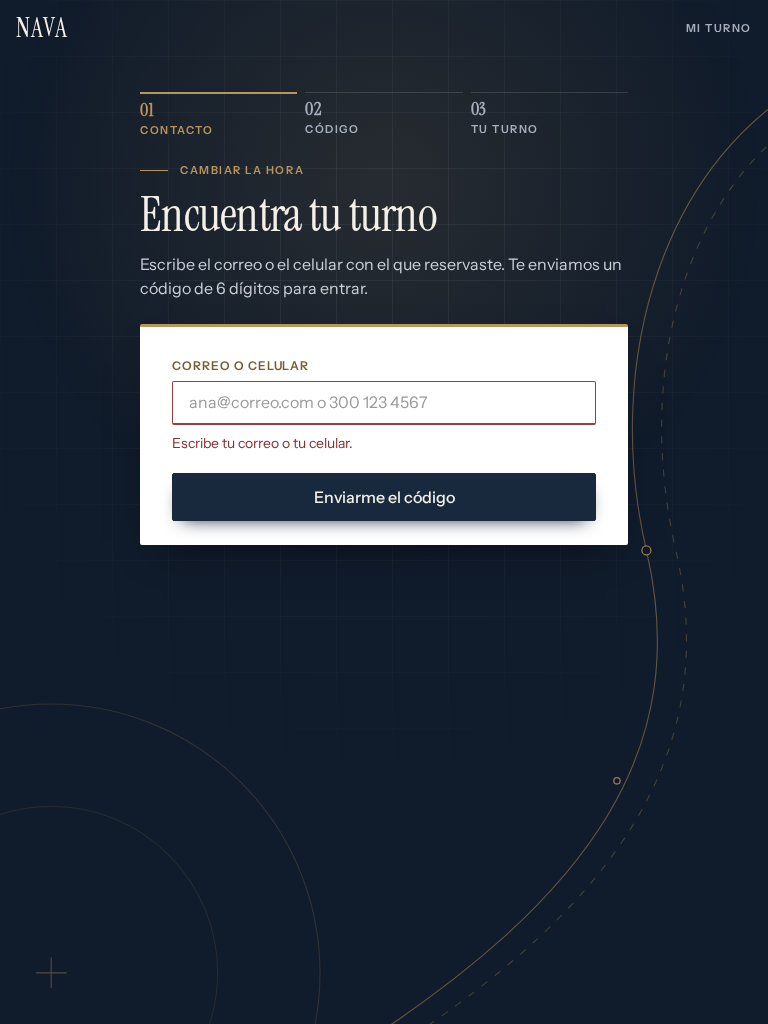 NAVA
MI TURNO
01
CONTACTO
02
CÓDIGO
03
TU TURNO
CAMBIAR LA HORA
Encuentra tu turno
Escribe el correo o el celular con el que reservaste. Te enviamos un
código de 6 dígitos para entrar.
CORREO O CELULAR
ana@correo.com o 300 123 4567
Escribe tu correo o tu celular.
Enviarme el código